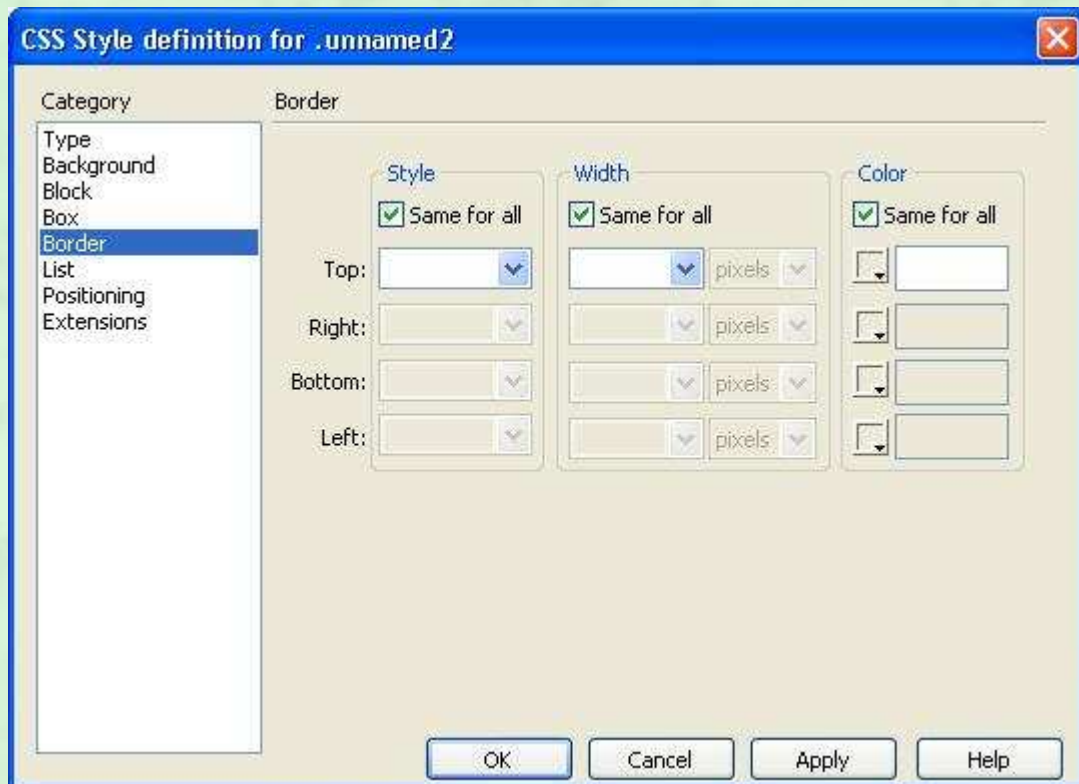 CSS Style definition for .unnamed2
Category
Type
Background
Block
Box
Border
List
Positioning
Extensions
Border
Style Width Color
Same for all Same for all Same for all
Top: pixels
Right: pixels
Bottom: pixels
Left: pixels
OK Cancel Apply Help